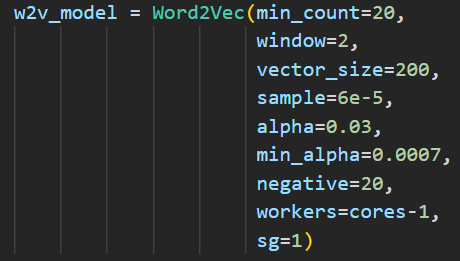 w2v_model = Word2Vec(min_count=20,
window=2,
vector_size=200,
sample=6e-5,
alpha=0.03,
min_alpha=0.0007,
negative=20,
workers=cores-1,
sg=1)